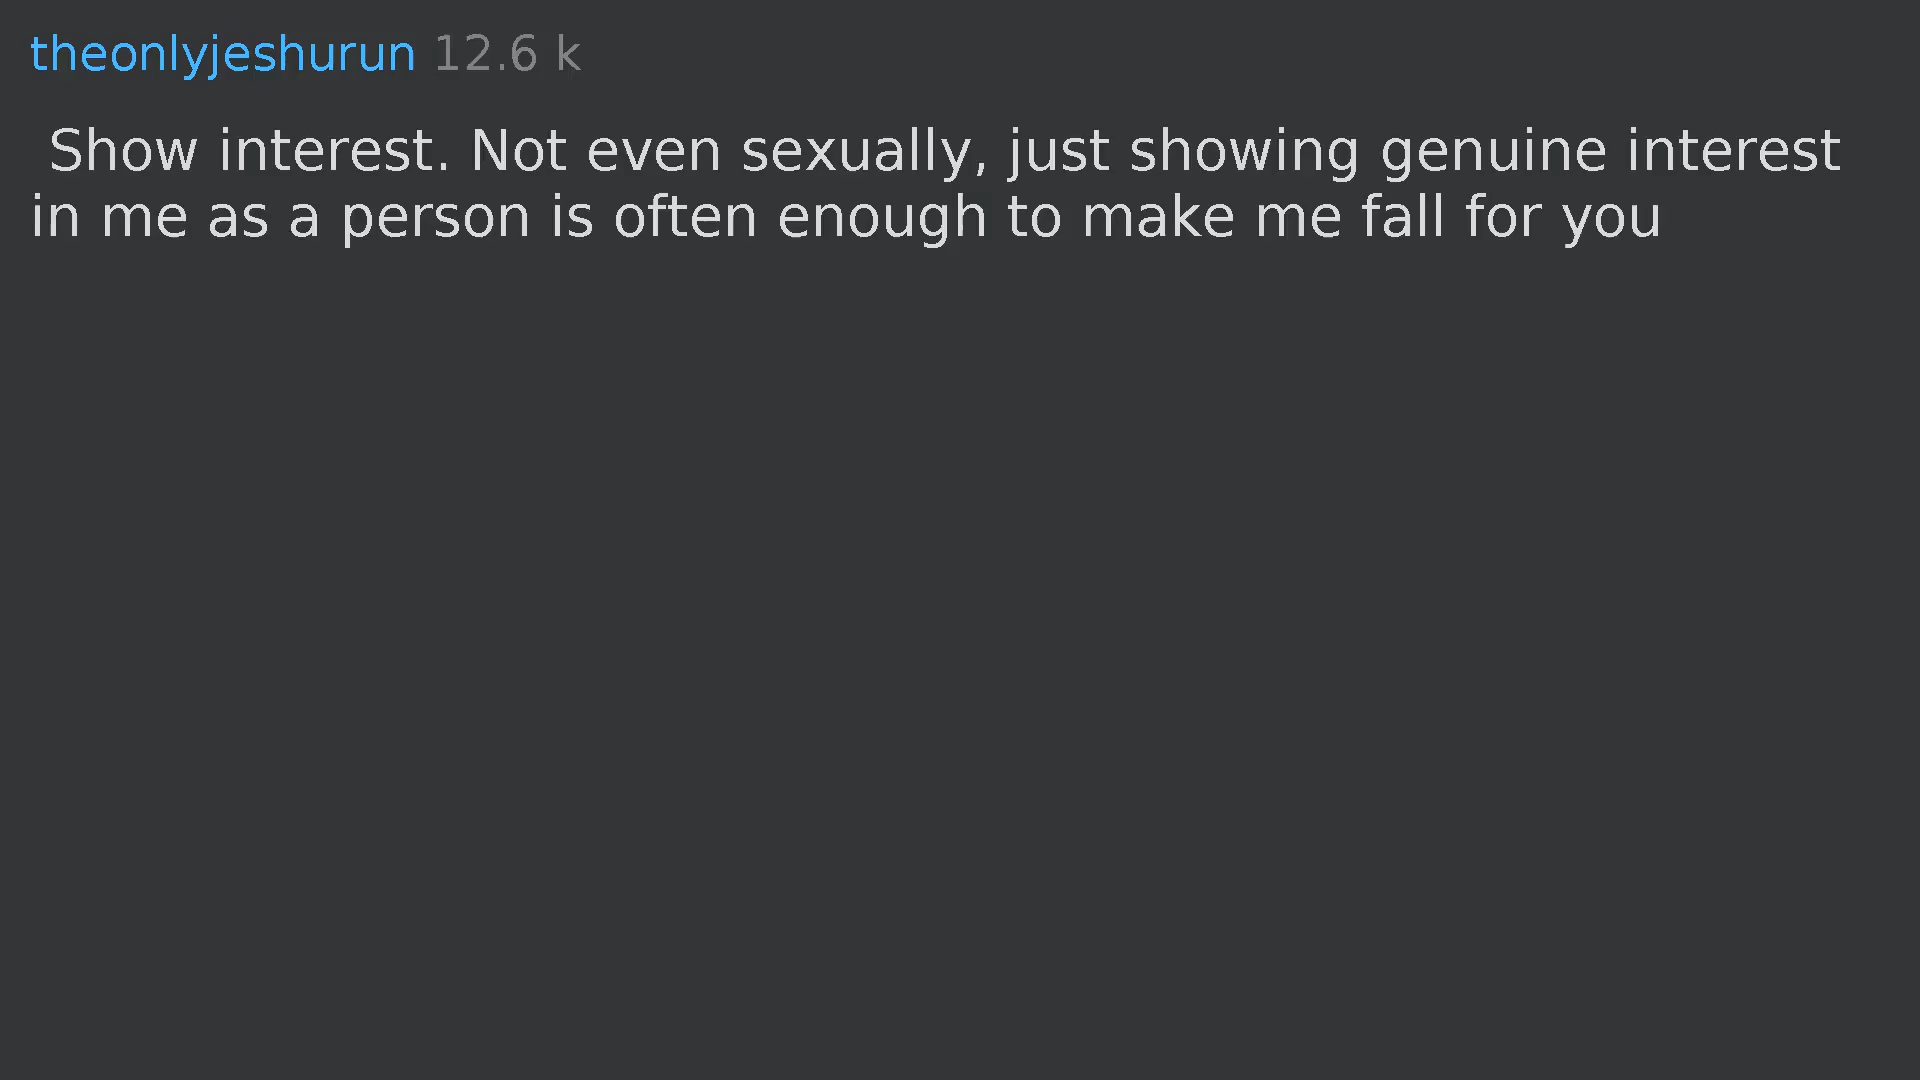 theonlyjeshurun 12.6 k
Show interest. Not even sexually, just showing genuine interest
in me as a person is often enough to make me fall for you